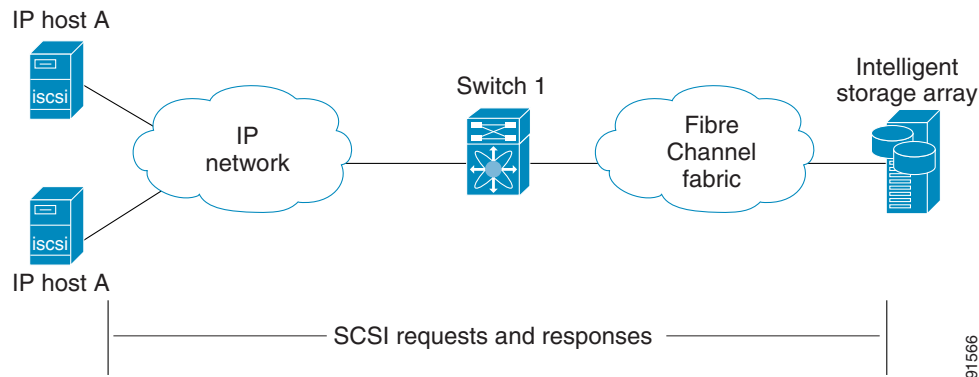 IP host A
iscsi
IP
network
Switch 1
Fibre
Channel
fabric
Intelligent
storage array
iscsi
IP host A
SCSI requests and responses
91566